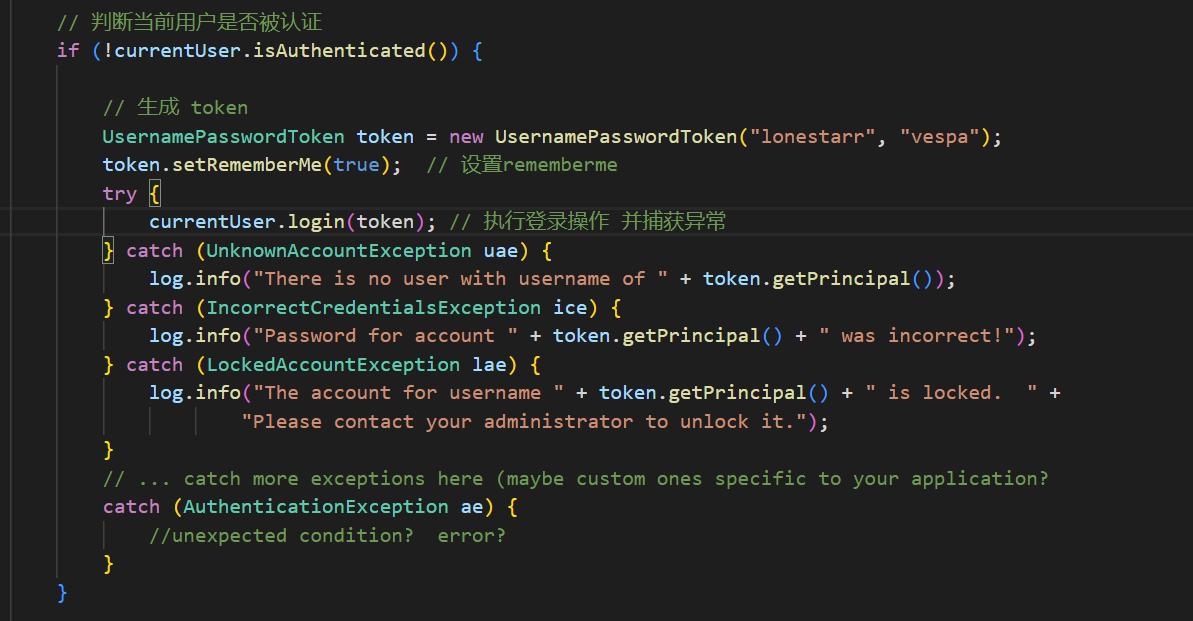 // 判断当前用户是否被认证
if (!currentUser.isAuthenticated()) {
// 生成 token
UsernamePasswordToken token = new UsernamePasswordToken("lonestarr", "vespa");
token.setRememberMe(true);  // 设置rememberme
try {
currentUser.login(token); // 执行登录操作 并捕获异常
} catch (UnknownAccountException uae) {
log.info("There is no user with username of " + token.getPrincipal());
} catch (IncorrectCredentialsException ice) {
log.info("Password for account " + token.getPrincipal() + " was incorrect!");
} catch (LockedAccountException lae) {
log.info("The account for username " + token.getPrincipal() + " is locked.  " +
"Please contact your administrator to unlock it.");
}
// ... catch more exceptions here (maybe custom ones specific to your application?
catch (AuthenticationException ae) {
//unexpected condition?  error?
}
}